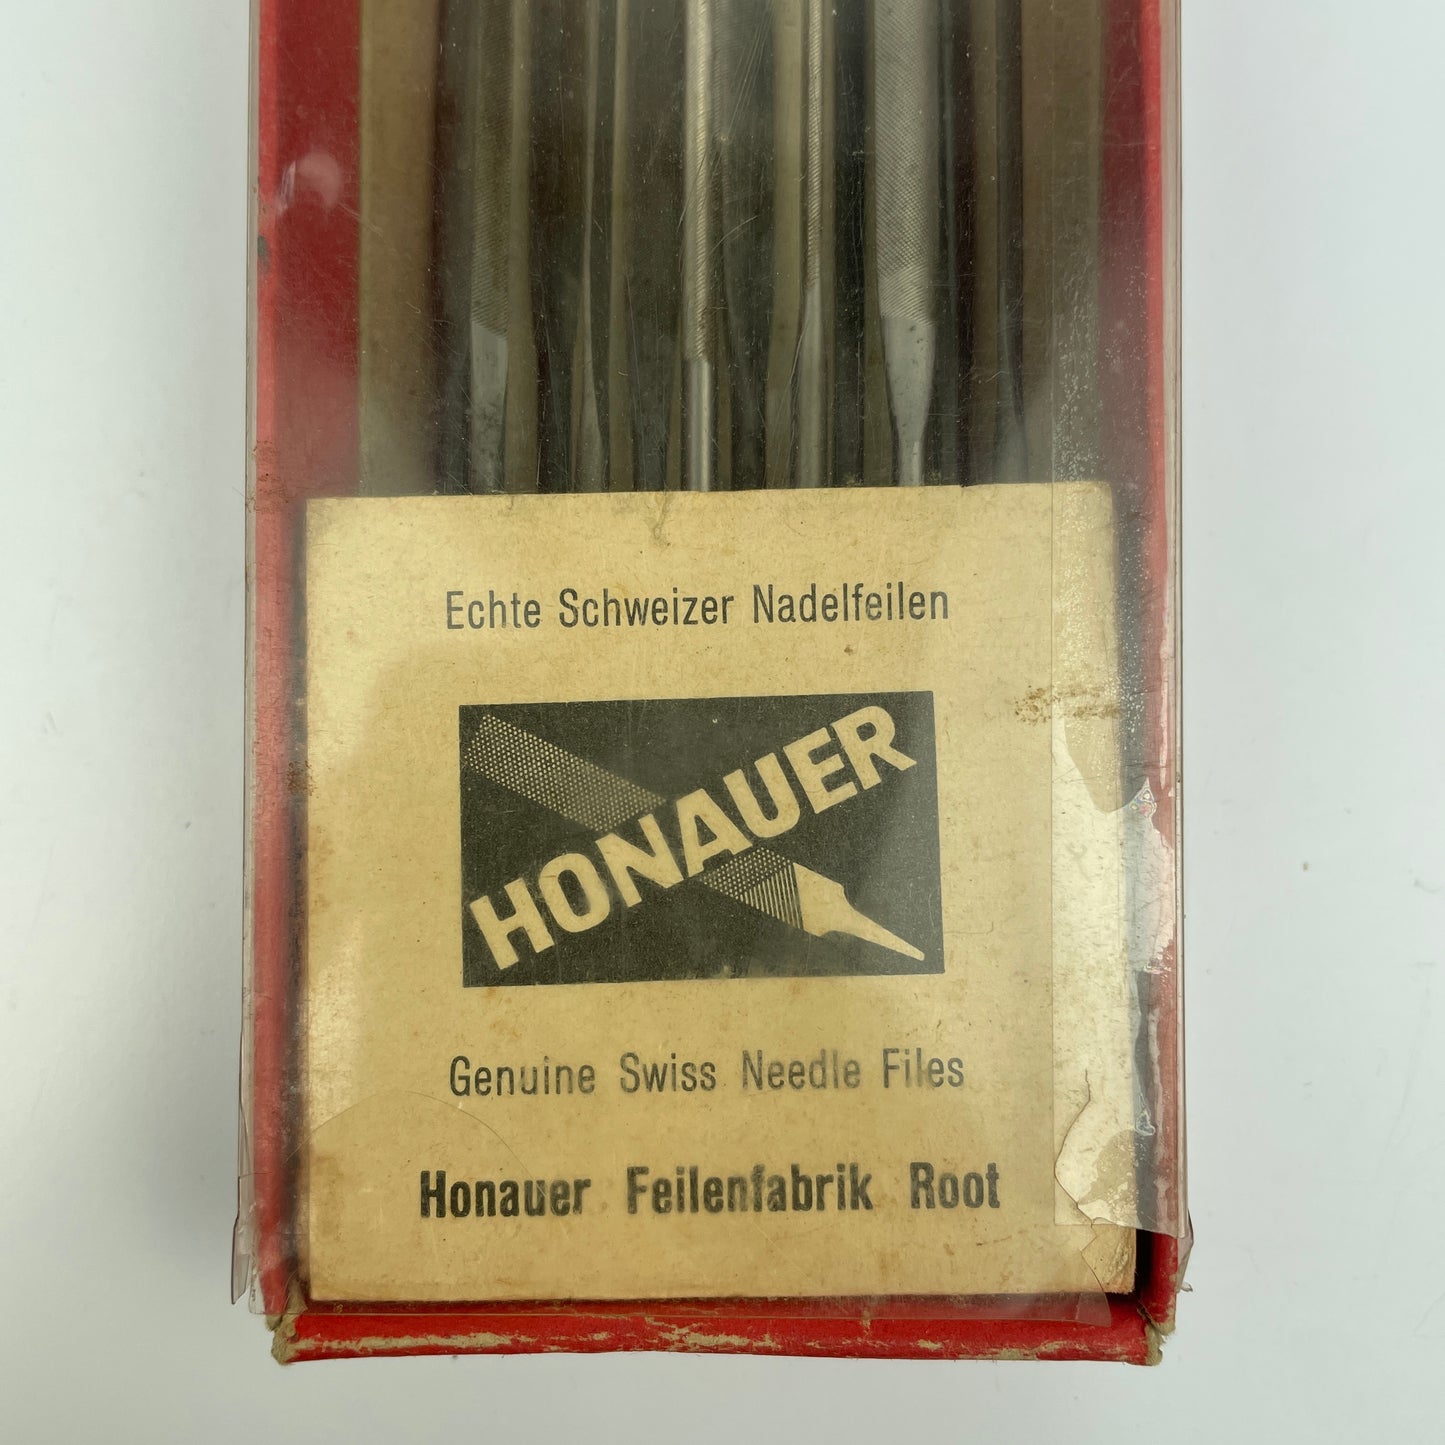 Echte Schweizer Nadelfeilen
HONAUER
Genuine Swiss Needle Files
Honauer Feilenfabrik Root